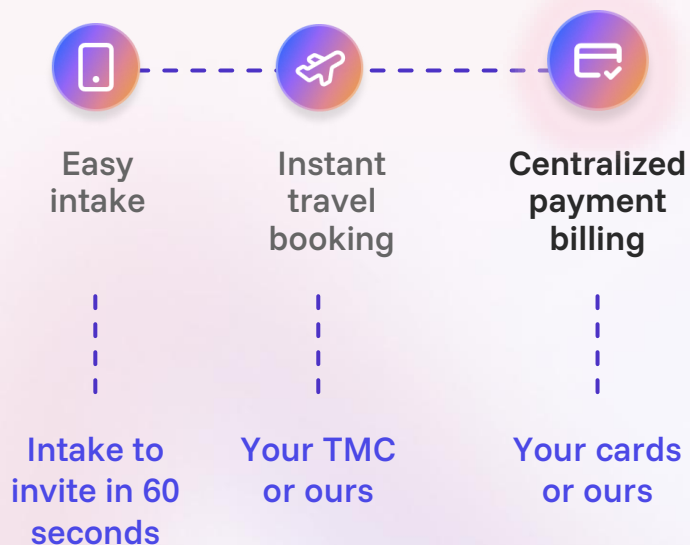 Easy
intake
Instant
travel
booking
Centralized
payment
billing
Intake to
invite in 60
seconds
Your TMC
or ours
Your cards
or ours